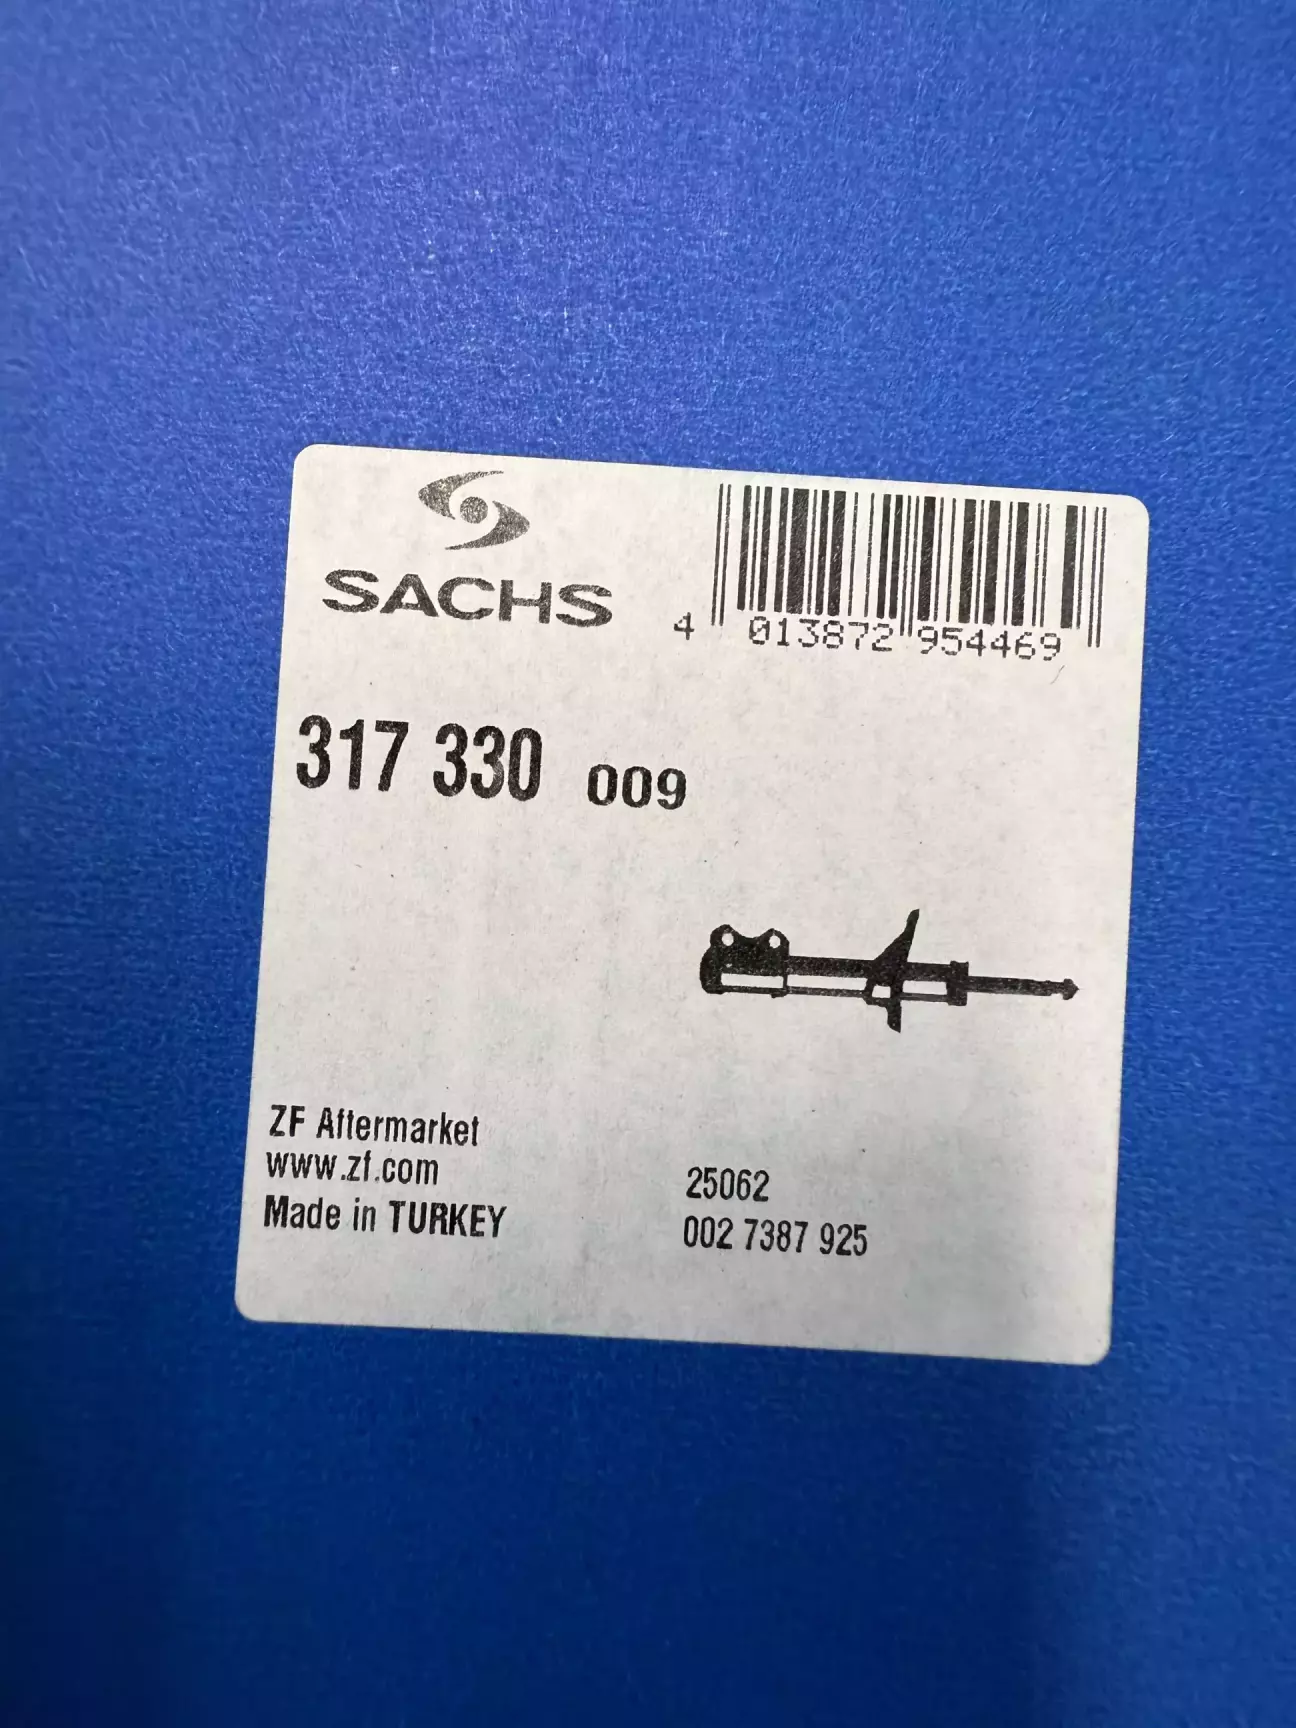 SACHS
4 013872 954469
317 330 009
ZF Aftermarket
www.zf.com
Made in TURKEY
25062
002 7387 925